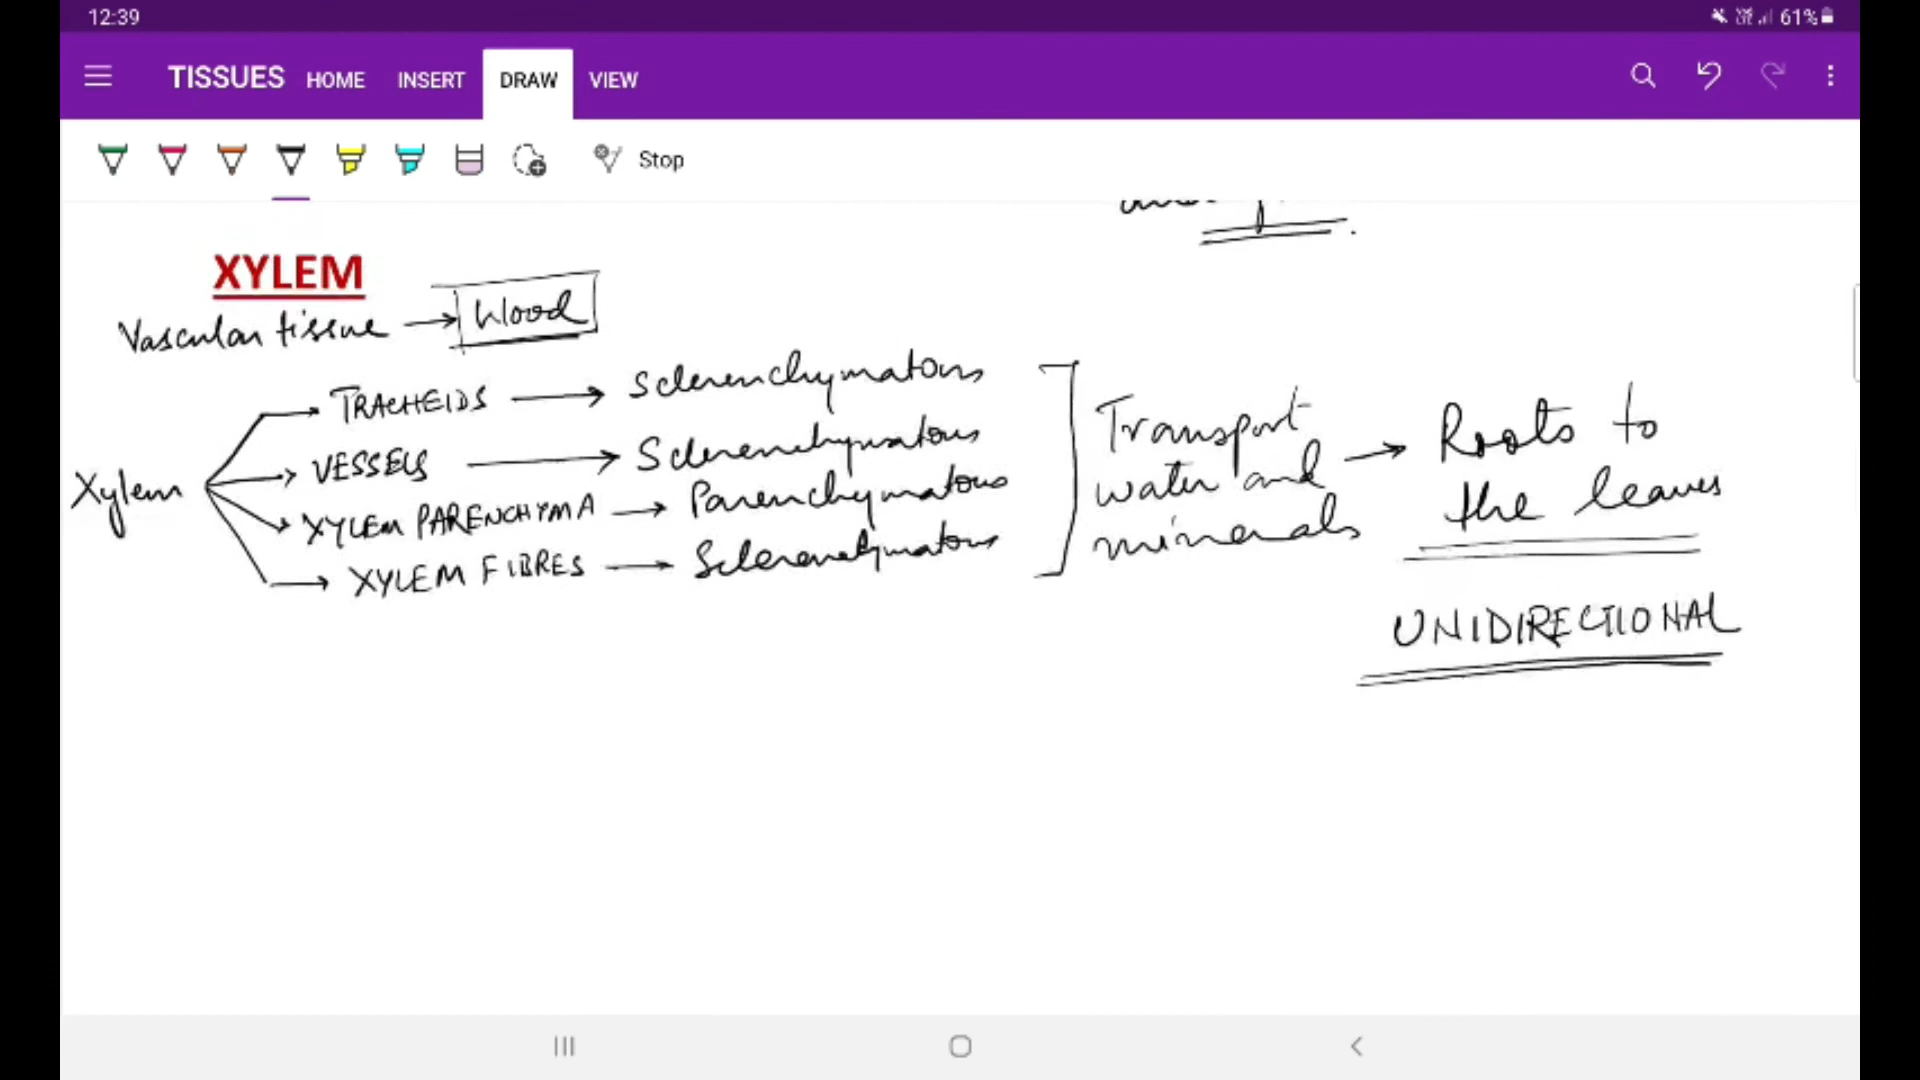 12:39
61%
TISSUES HOME INSERT DRAW VIEW
Stop
XYLEM
Vascular tissue → Wood
Xylem
TRACHEIDS → Sclerenchymatous
VESSELS → Sclerenchymatous
XYLEM PARENCHYMA → Parenchymatous
XYLEM FIBRES → Sclerenchymatous
Transport
water and
minerals
→ Roots to
the leaves
UNIDIRECTIONAL